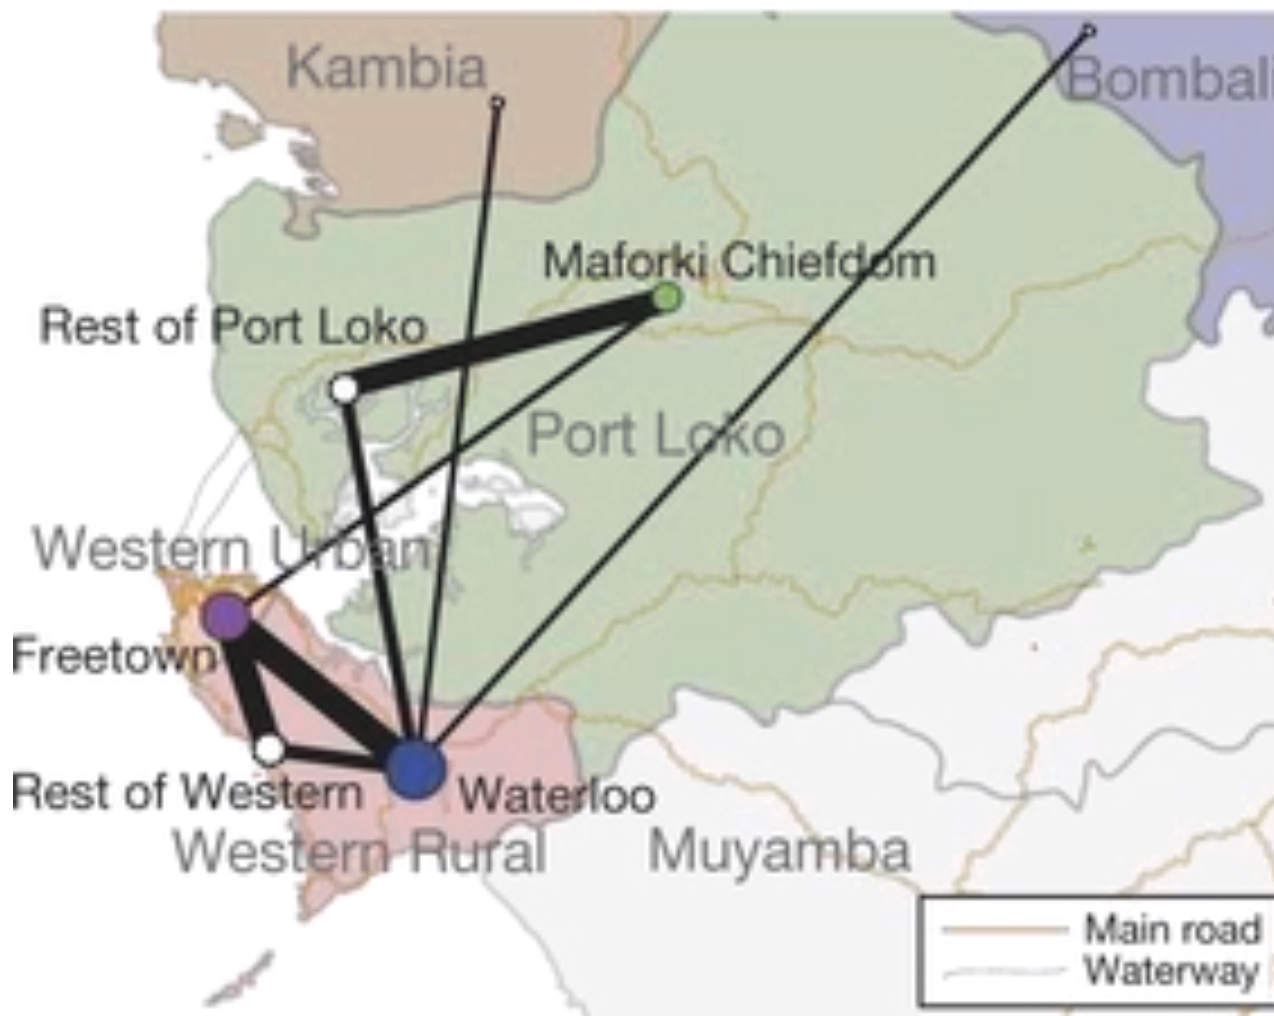 Kambia
Bombali
Maforki Chiefdom
Rest of Port Loko
Port Loko
Western Urban
Freetown
Rest of Western
Waterloo
Western Rural
Muyamba
Main road
Waterway